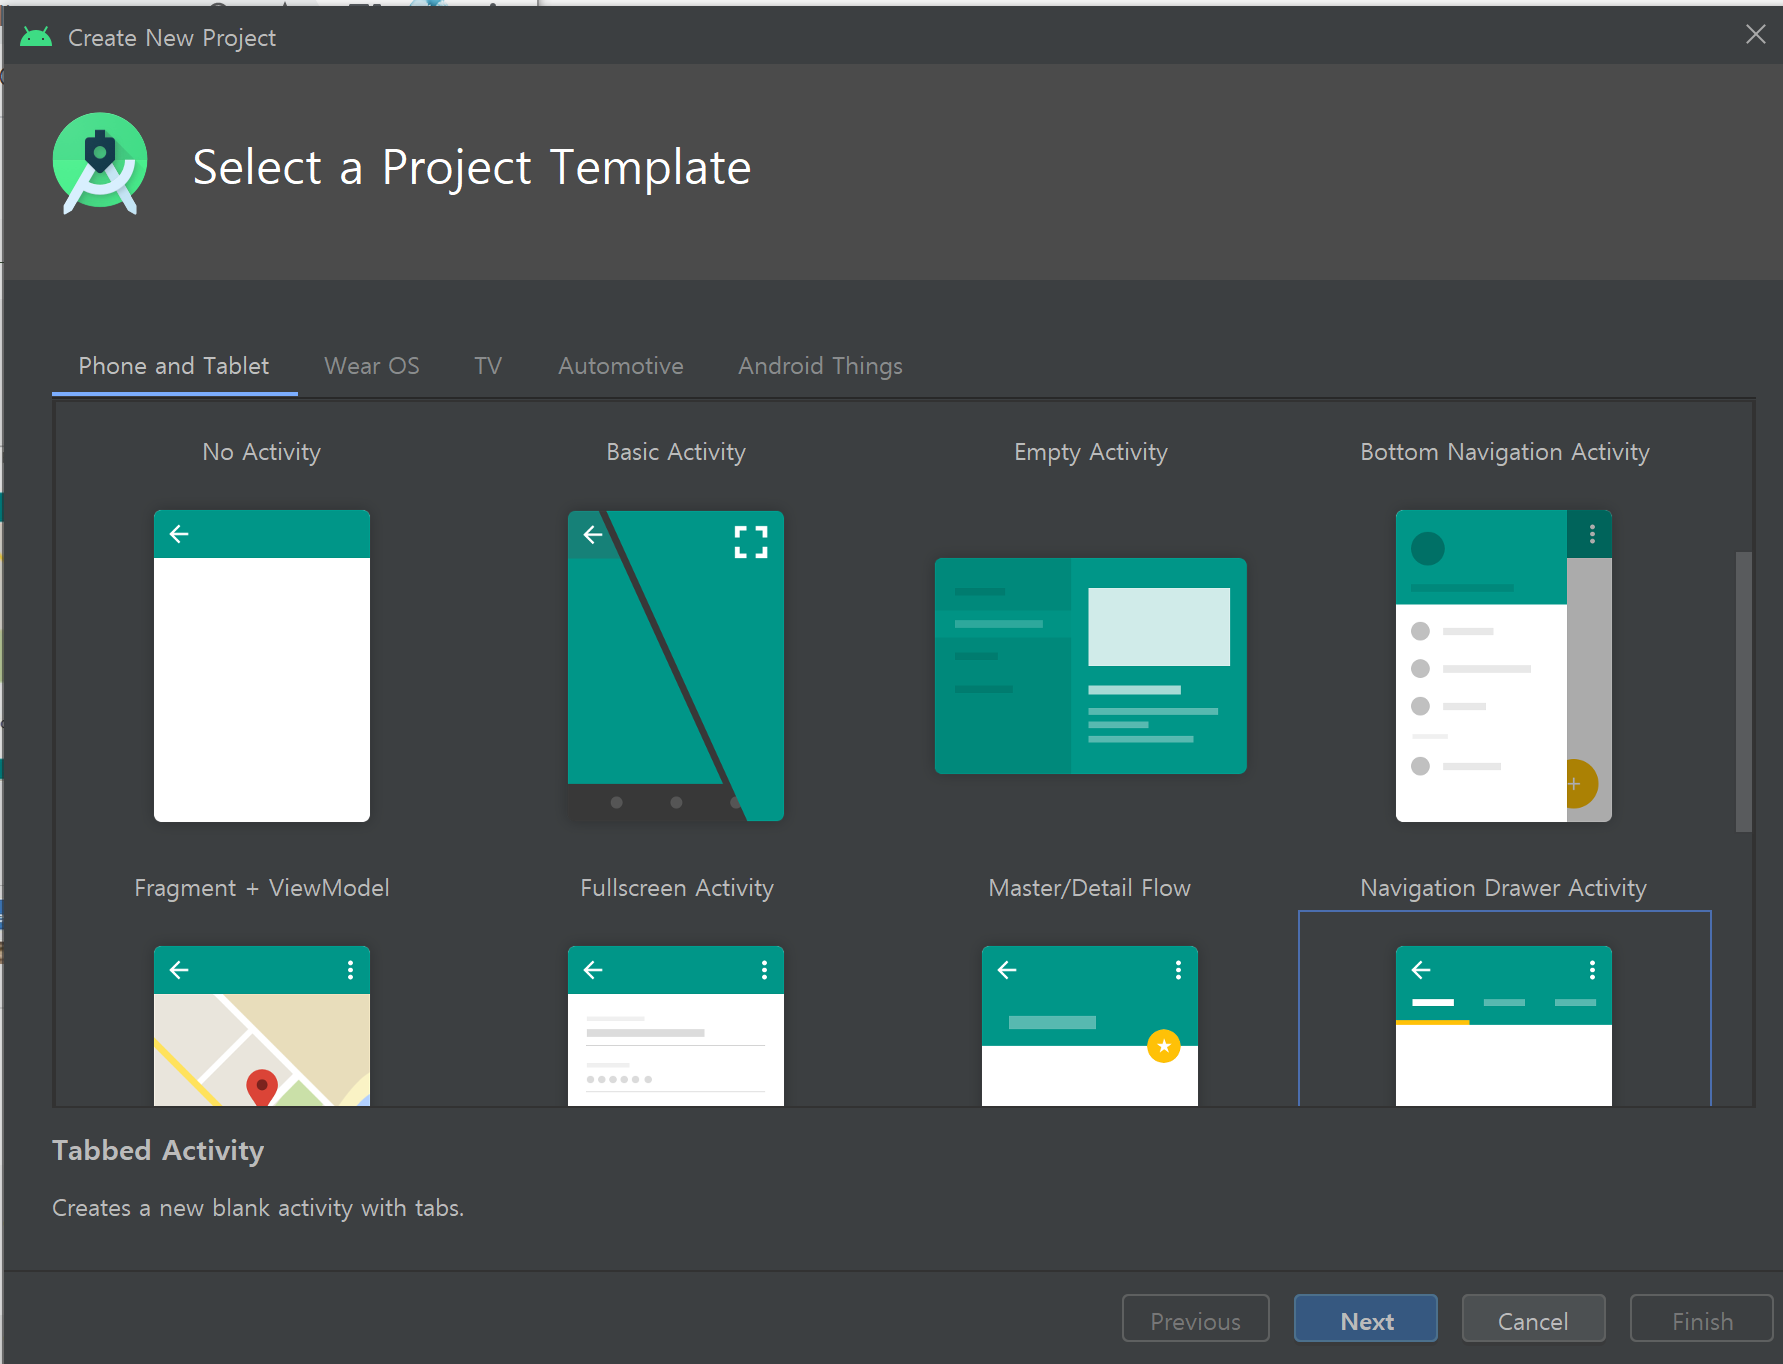 Create New Project
Select a Project Template
Phone and Tablet Wear OS TV Automotive Android Things
No Activity Basic Activity Empty Activity Bottom Navigation Activity
Fragment + ViewModel Fullscreen Activity Master/Detail Flow Navigation Drawer Activity
Tabbed Activity
Creates a new blank activity with tabs.
Previous Next Cancel Finish